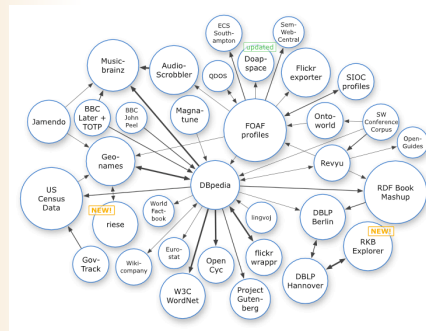 ECS
South-
ampton
Sem-
Web-
Central
updated
Doap-
space
Music-
brainz
Audio-
Scrobbler
QDOS
Flickr
exporter
SIOC
profiles
BBC
Later +
TOTP
BBC
John
Peel
Magna-
tune
Jamendo
FOAF
profiles
Onto-
world
SW
Conference
Corpus
Open-
Guides
Geo-
names
Revyu
DBpedia
US
Census
Data
NEW!
riese
World
Fact-
book
lingvoj
DBLP
Berlin
RDF Book
Mashup
NEW!
RKB
Explorer
Gov-
Track
Wiki-
company
Euro-
stat
Open
Cyc
flickr
wrappr
W3C
WordNet
Project
Guten-
berg
DBLP
Hannover